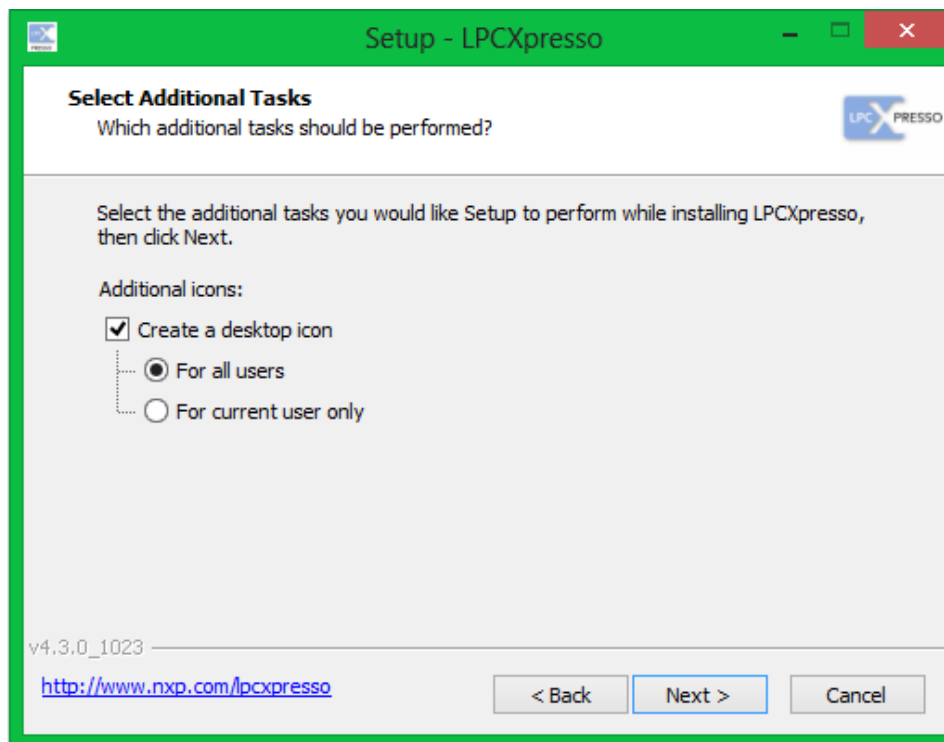 Setup - LPCXpresso
Select Additional Tasks
Which additional tasks should be performed?
LPC XPRESSO
Select the additional tasks you would like Setup to perform while installing LPCXpresso,
then click Next.
Additional icons:
Create a desktop icon
For all users
For current user only
v4.3.0_1023
http://www.nxp.com/lpcxpresso
< Back
Next >
Cancel